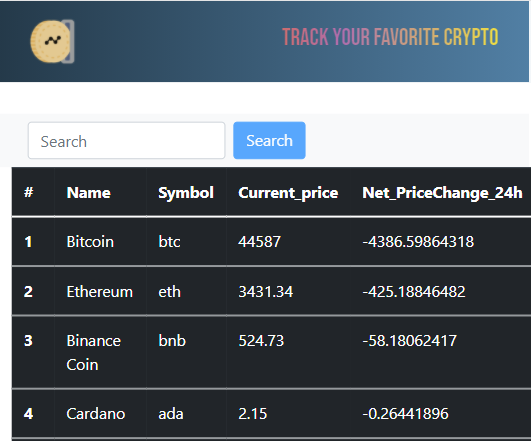 TRACK YOUR FAVORITE CRYPTO
Search Search
# Name Symbol Current_price Net_PriceChange_24h
1 Bitcoin btc 44587 -4386.59864318
2 Ethereum eth 3431.34 -425.18846482
3 Binance bnb 524.73 -58.18062417
Coin
4 Cardano ada 2.15 -0.26441896